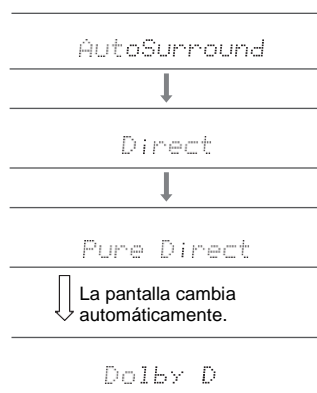 AutoSurround
Direct
Pure Direct
La pantalla cambia
automáticamente.
Dolby D